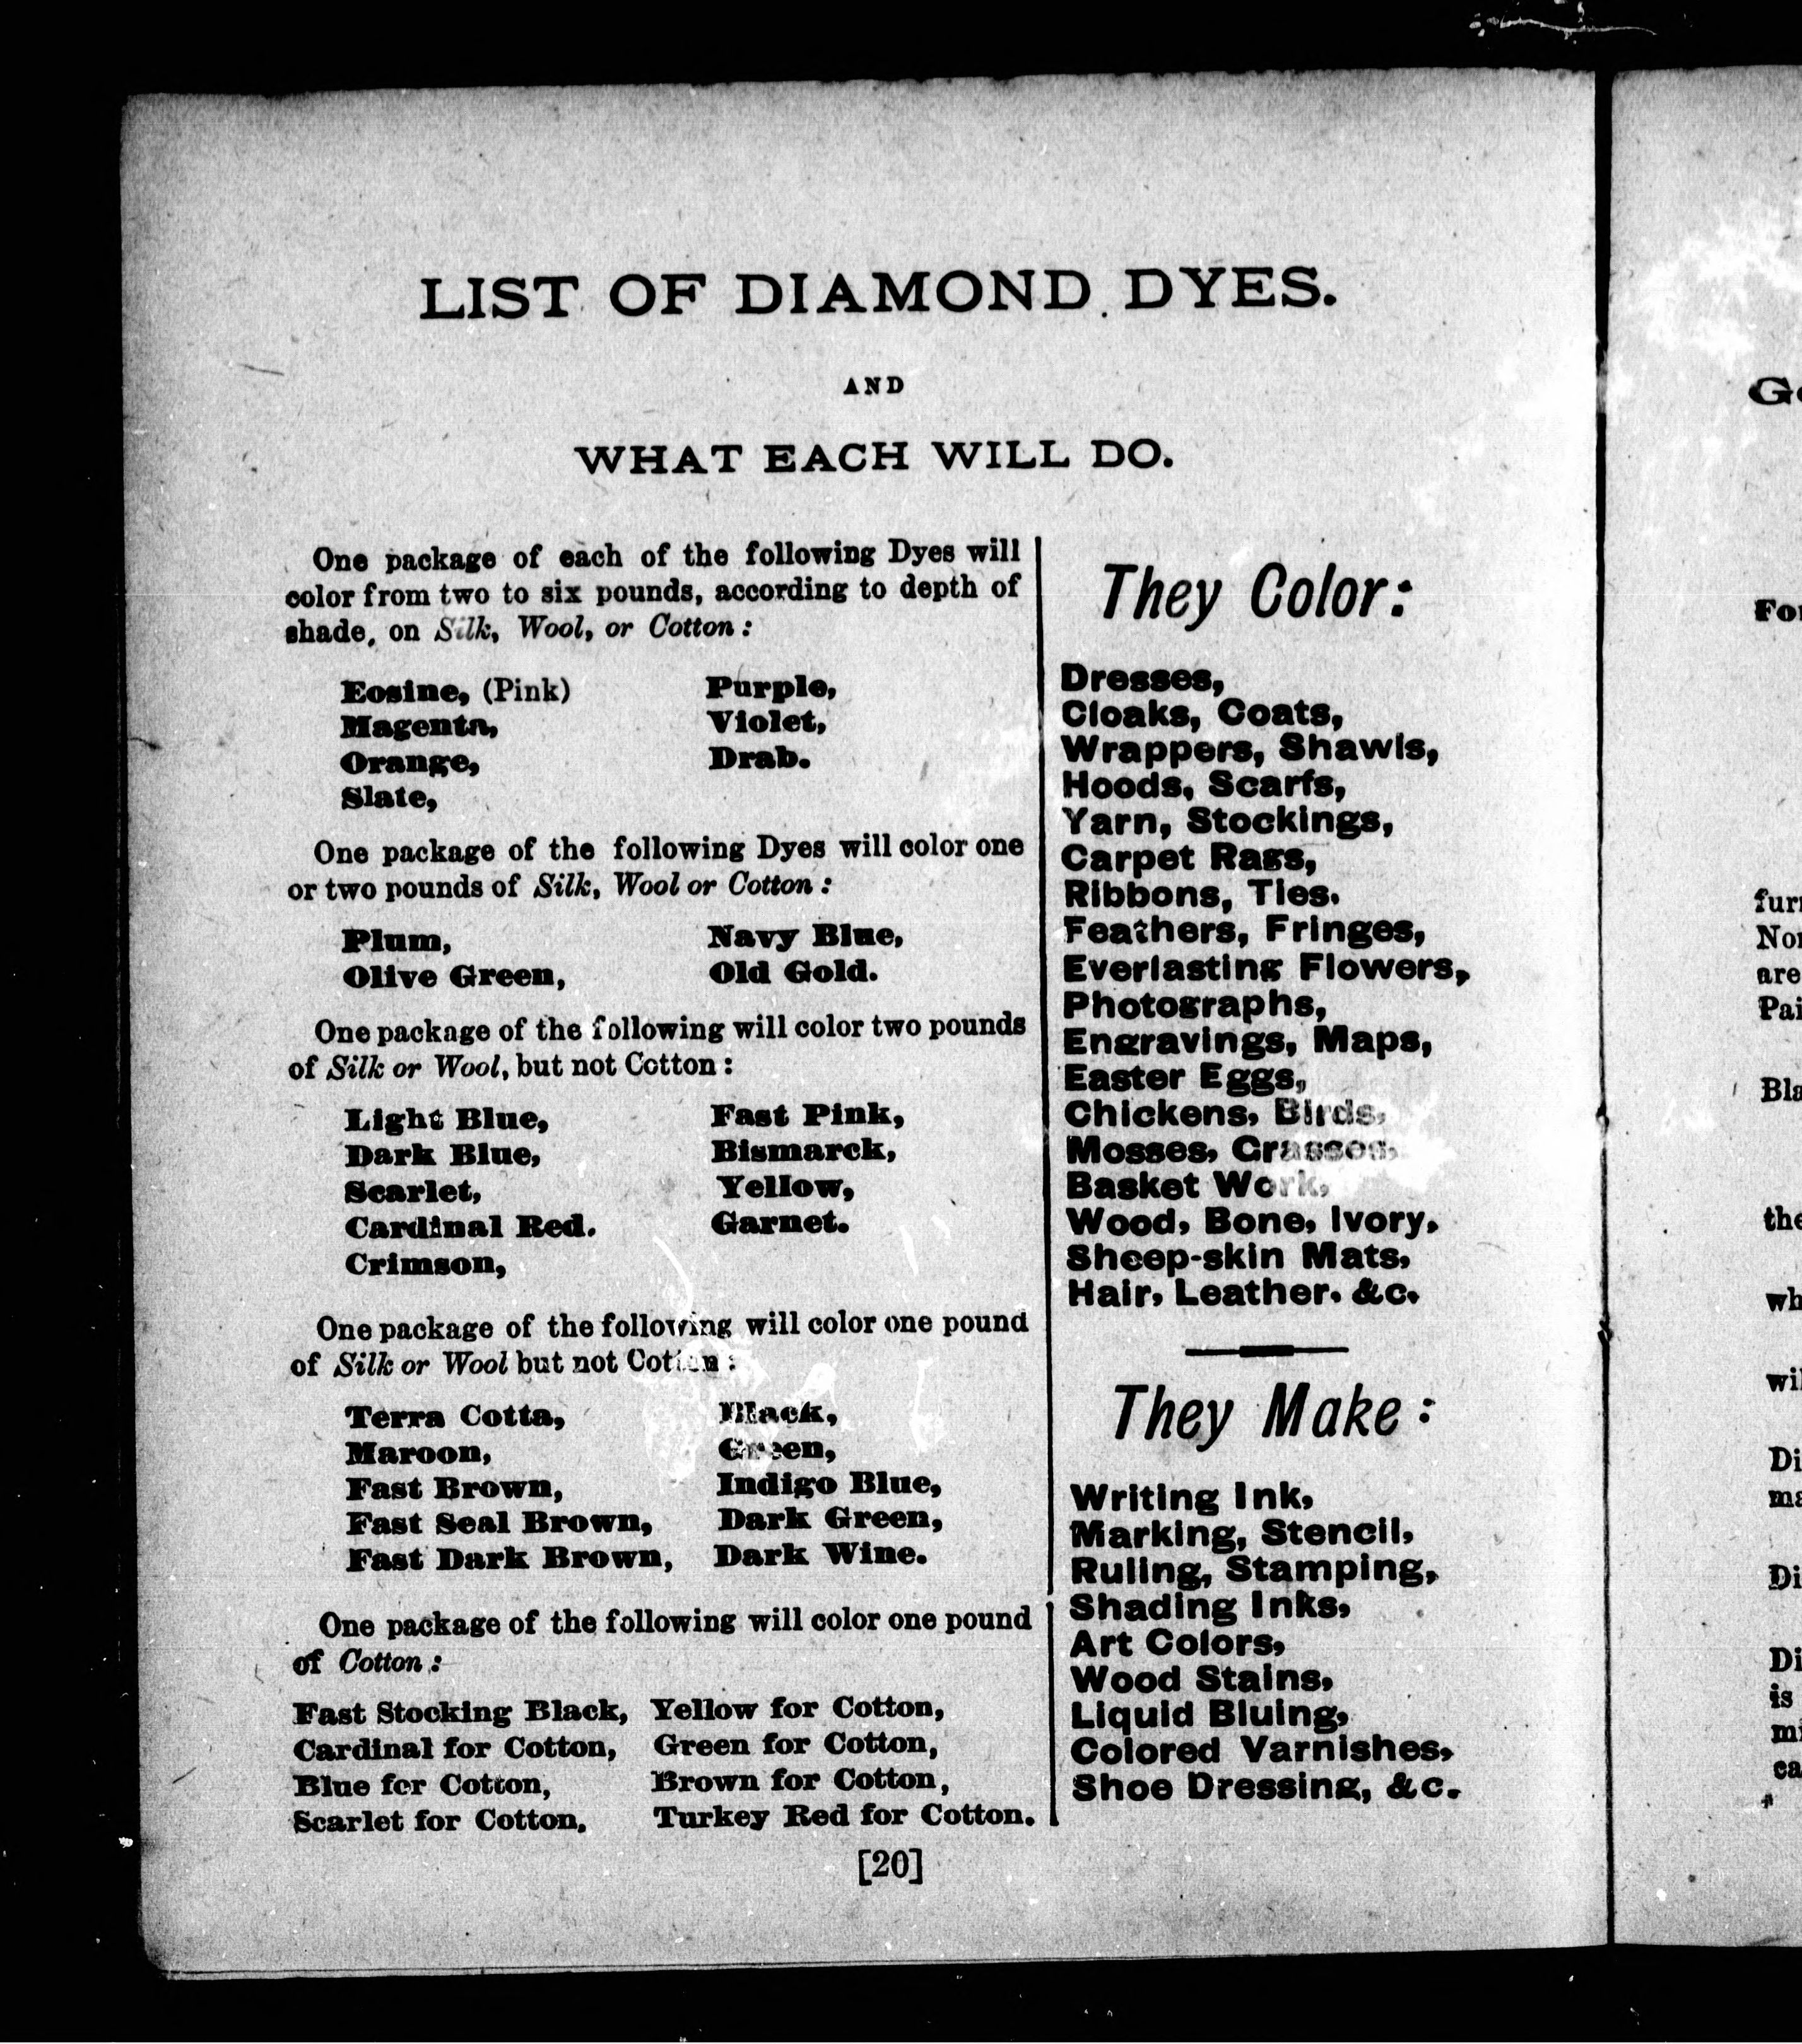 LIST OF DIAMOND DYES.
AND
WHAT EACH WILL DO.
One package of each of the following Dyes will
color from two to six pounds, according to depth of
shade, on Silk, Wool, or Cotton:
Eosine, (Pink) Purple,
Magenta, Violet,
Orange, Drab.
Slate,
One package of the following Dyes will color one
or two pounds of Silk, Wool or Cotton:
Plum, Navy Blue,
Olive Green, Old Gold.
One package of the following will color two pounds
of Silk or Wool, but not Cotton:
Light Blue, Fast Pink,
Dark Blue, Bismarck,
Scarlet, Yellow,
Cardinal Red. Garnet.
Crimson,
One package of the following will color one pound
of Silk or Wool but not Cotton:
Terra Cotta, Black,
Maroon, Green,
Fast Brown, Indigo Blue,
Fast Seal Brown, Dark Green,
Fast Dark Brown, Dark Wine.
One package of the following will color one pound
of Cotton:
Fast Stocking Black, Yellow for Cotton,
Cardinal for Cotton, Green for Cotton,
Blue for Cotton, Brown for Cotton,
Scarlet for Cotton, Turkey Red for Cotton.
They Color:
Dresses,
Cloaks, Coats,
Wrappers, Shawls,
Hoods, Scarfs,
Yarn, Stockings,
Carpet Rags,
Ribbons, Ties.
Feathers, Fringes,
Everlasting Flowers,
Photographs,
Engravings, Maps,
Easter Eggs,
Chickens, Birds,
Mosses, Grasses,
Basket Work,
Wood, Bone, Ivory,
Sheep-skin Mats,
Hair, Leather. &c.
They Make:
Writing Ink,
Marking, Stencil,
Ruling, Stamping,
Shading Inks,
Art Colors,
Wood Stains,
Liquid Bluing,
Colored Varnishes,
Shoe Dressing, &c.
[20]